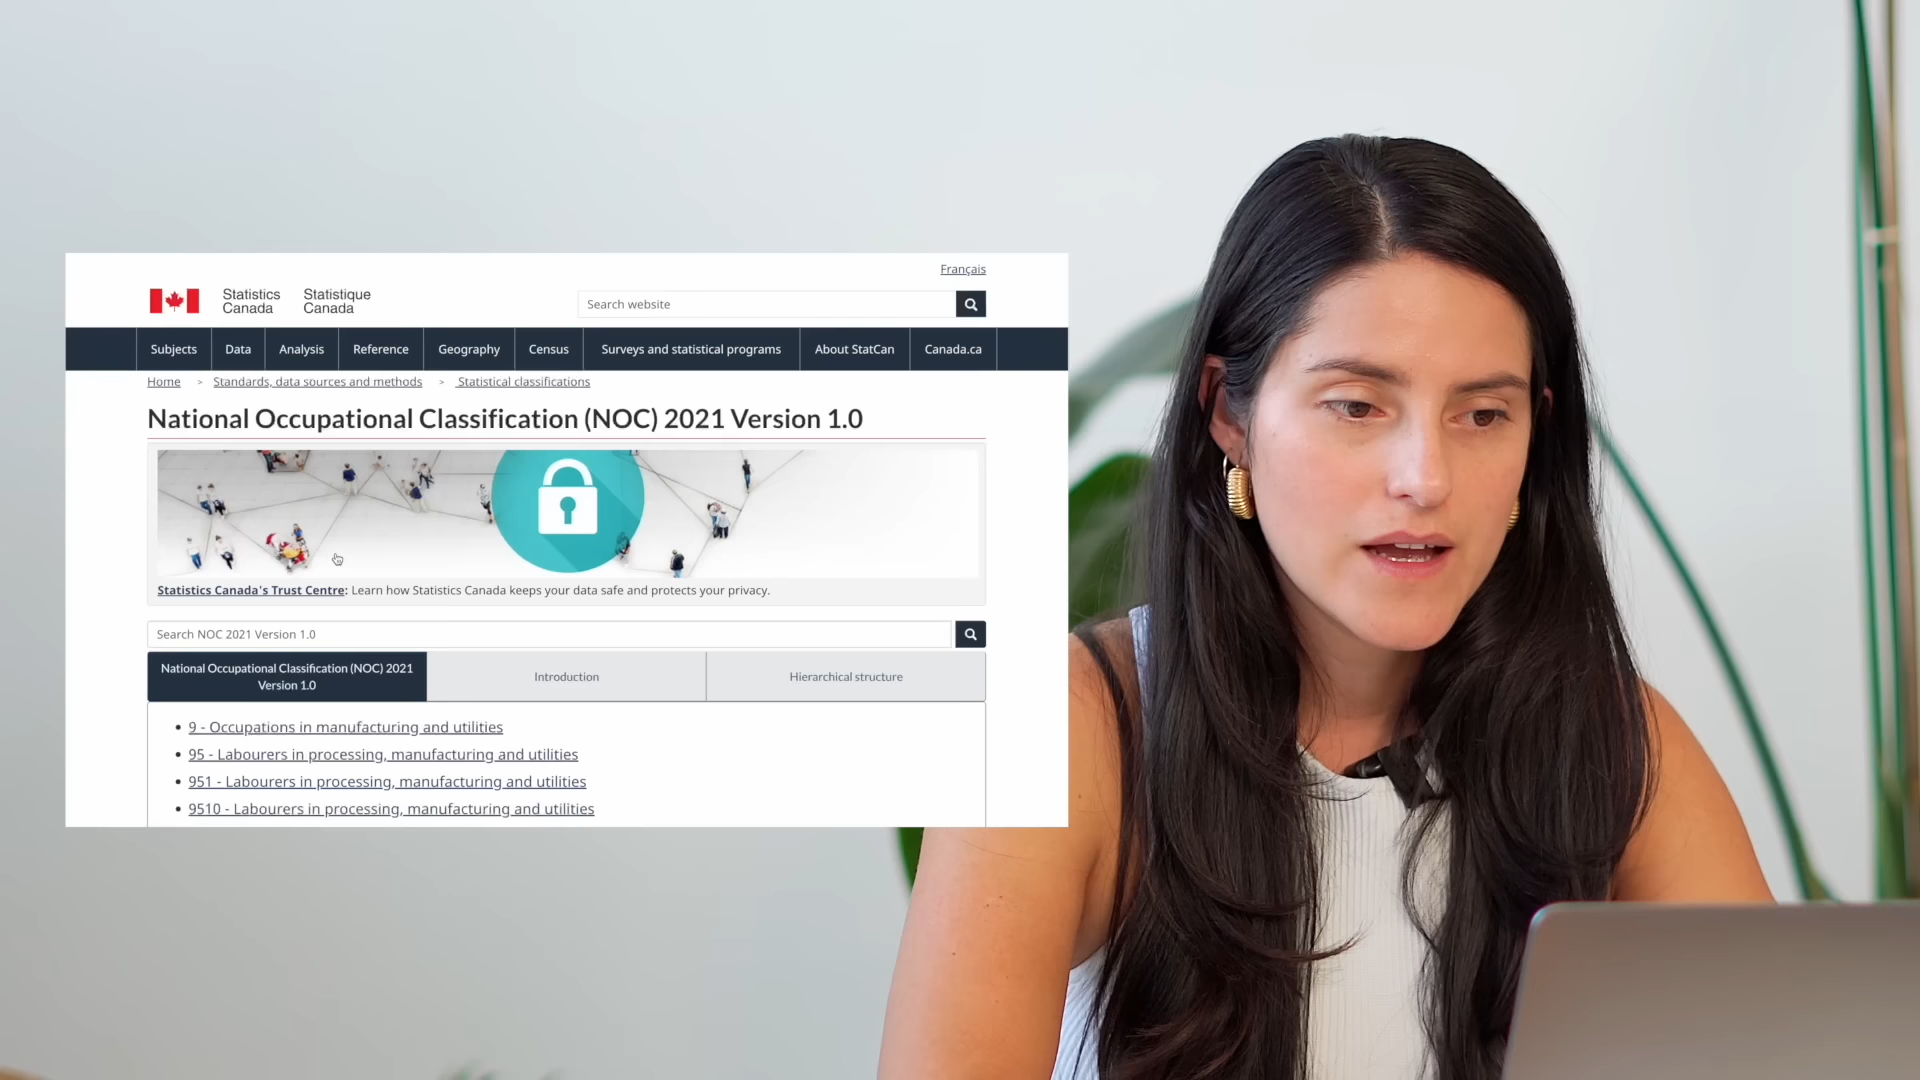 Français
Statistics Canada
Statistique Canada
Search website
Subjects
Data
Analysis
Reference
Geography
Census
Surveys and statistical programs
About StatCan
Canada.ca
Home > Standards, data sources and methods > Statistical classifications
National Occupational Classification (NOC) 2021 Version 1.0
Statistics Canada's Trust Centre: Learn how Statistics Canada keeps your data safe and protects your privacy.
Search NOC 2021 Version 1.0
National Occupational Classification (NOC) 2021
Version 1.0
Introduction
Hierarchical structure
• 9 - Occupations in manufacturing and utilities
• 95 - Labourers in processing, manufacturing and utilities
• 951 - Labourers in processing, manufacturing and utilities
• 9510 - Labourers in processing, manufacturing and utilities